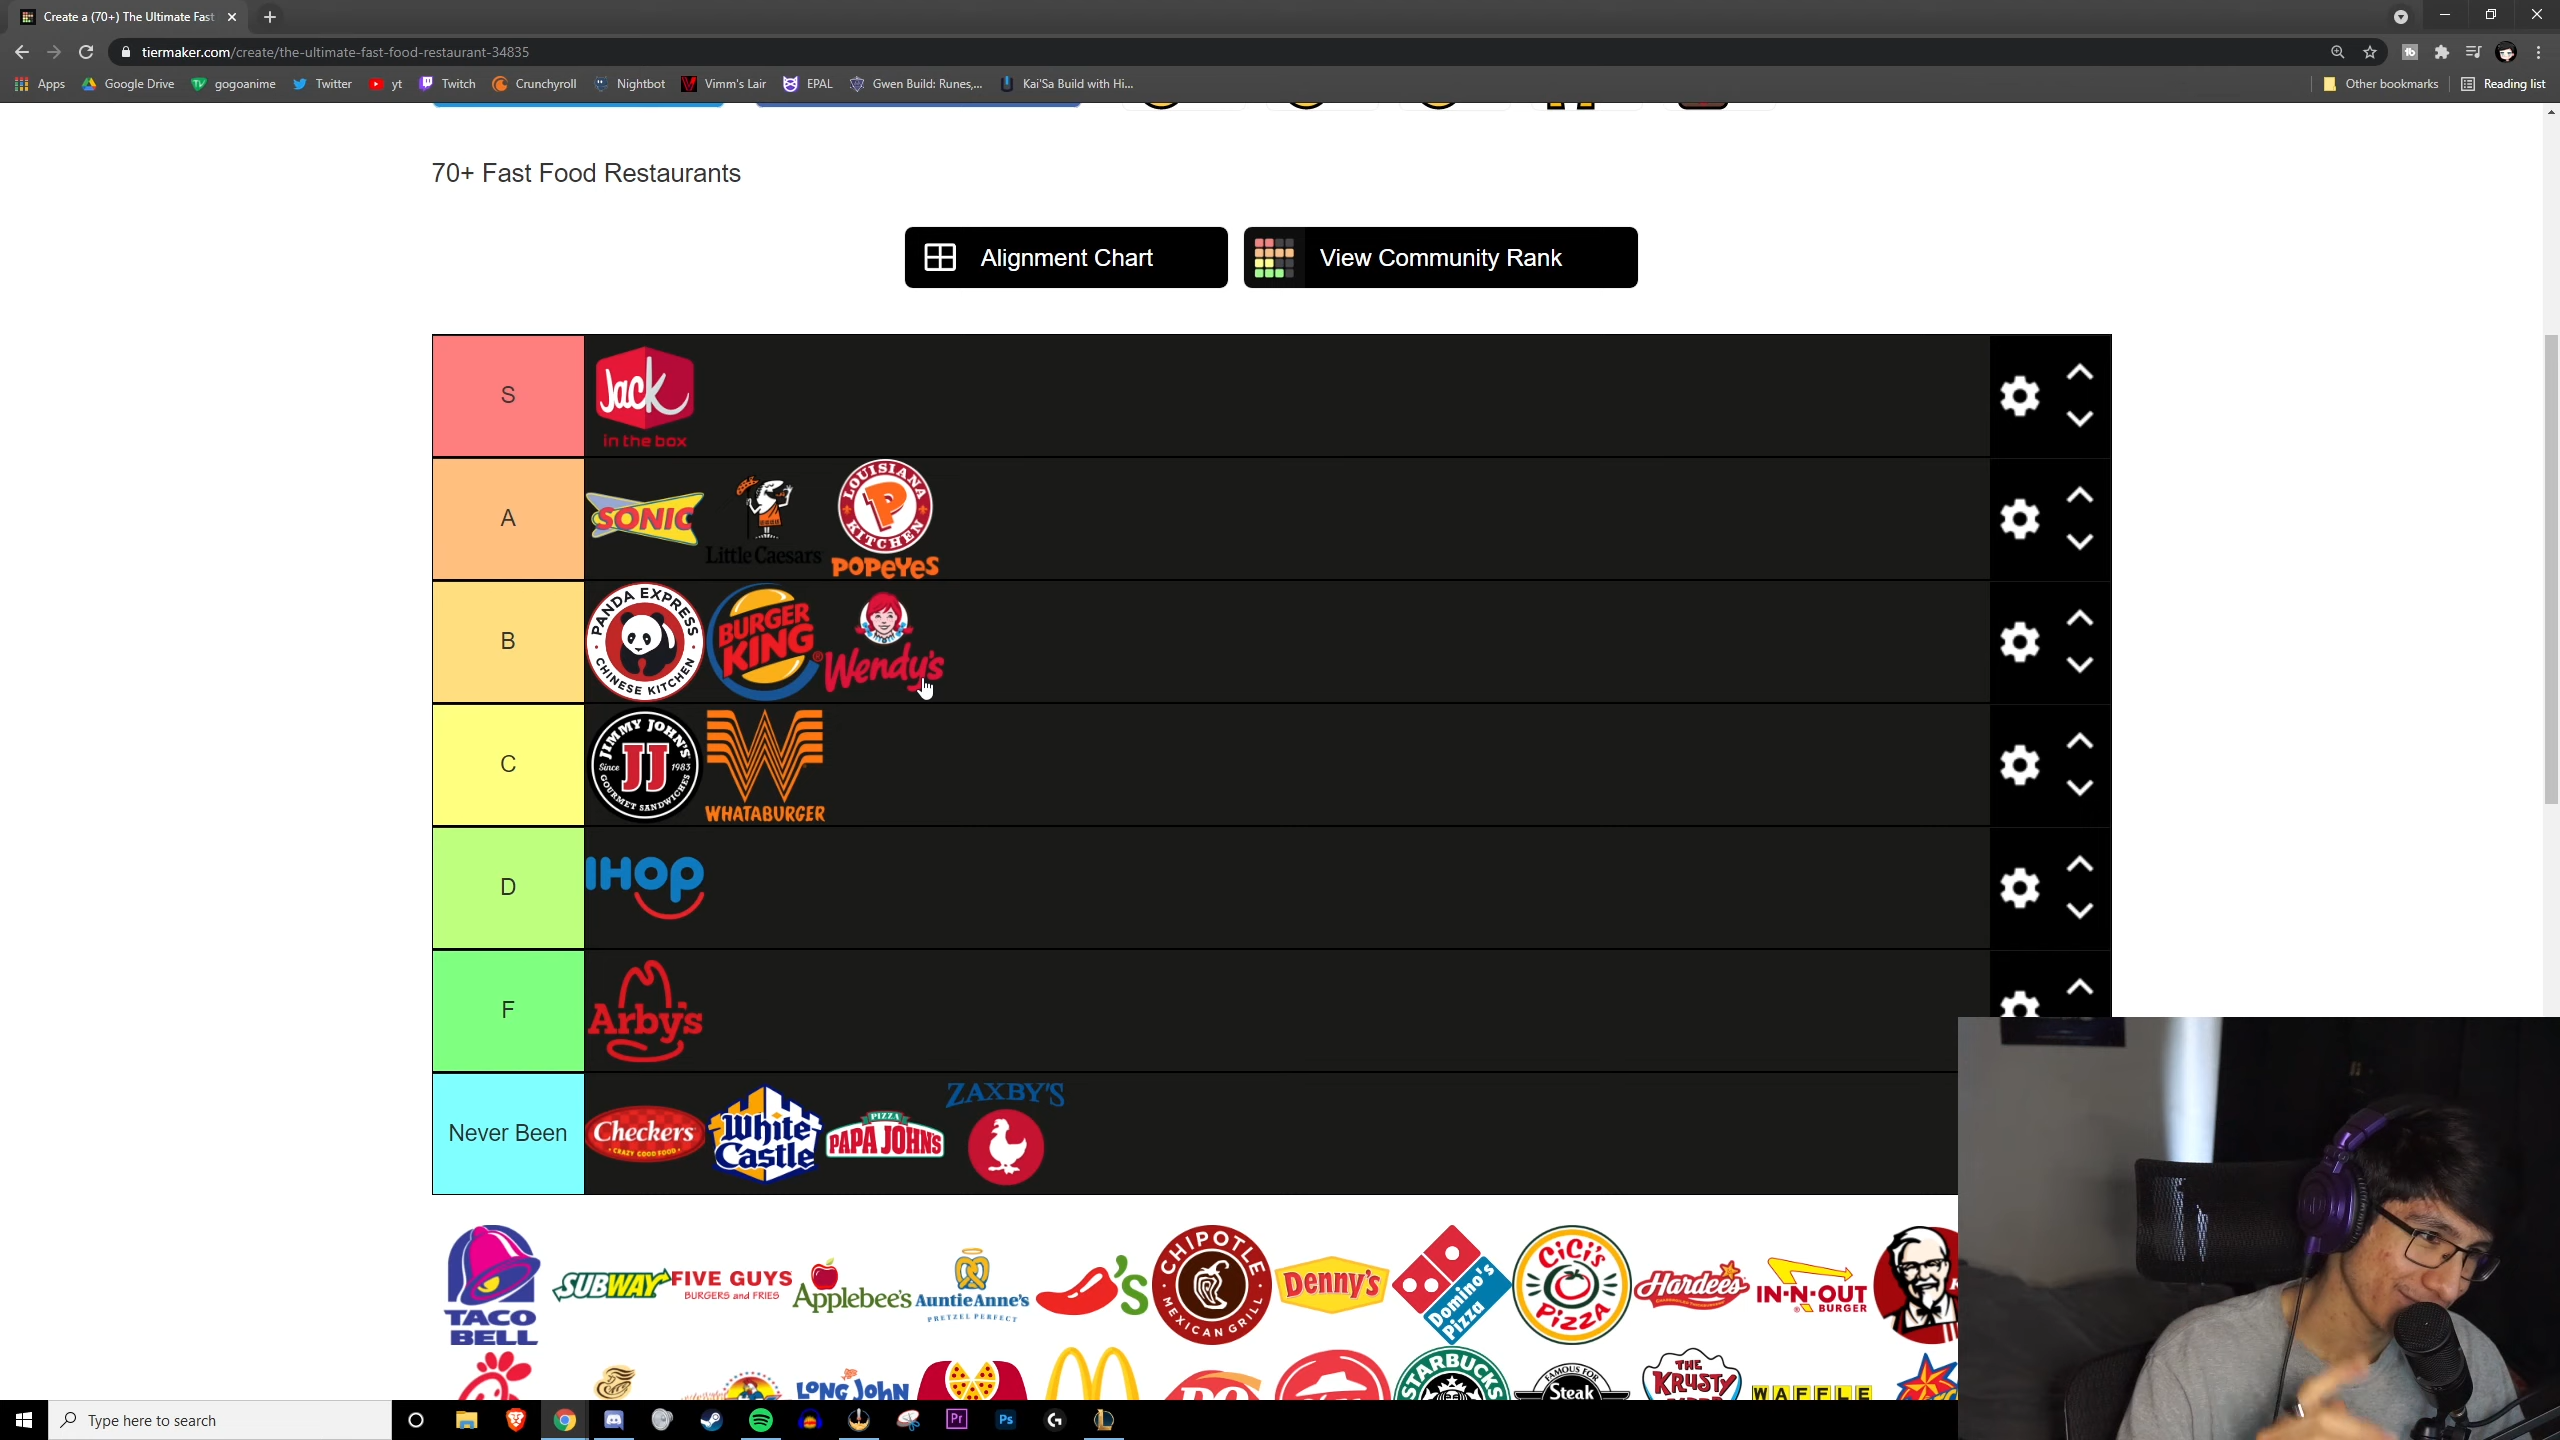 Create a (70+) The Ultimate Fast
tiermaker.com/create/the-ultimate-fast-food-restaurant-34835
Apps Google Drive gogoanime Twitter yt Twitch Crunchyroll Nightbot Vimm's Lair EPAL Gwen Build: Runes,... Kai'Sa Build with Hi... Other bookmarks Reading list
70+ Fast Food Restaurants
Alignment Chart View Community Rank
S
Jack
in the box
A
SONIC
Little Caesars
LOUISIANA
P
KITCHEN
POPEYES
B
PANDA EXPRESS
CHINESE KITCHEN
BURGER
KING
®
Wendy's
C
JIMMY JOHN'S
Since JJ 1983
GOURMET SANDWICHES
WHATABURGER
D
IHOP
F
Arby's
Never Been
Checkers
CRAZY GOOD FOOD
White
Castle
PIZZA
PAPA JOHN'S
ZAXBY'S
TACO
BELL
SUBWAY
FIVE GUYS
BURGERS and FRIES
Applebee's
Auntie Anne's
PRETZEL PERFECT
's
CHIPOTLE
MEXICAN GRILL
Denny's
Domino's
Pizza
CiCi's
PIZZA
Hardee's
IN-N-OUT
BURGER
K
LONG JOHN
STARBUCKS
FAMOUS FOR
Steak
THE
KRUSTY
WAFFLE
Type here to search
Pr
Ps